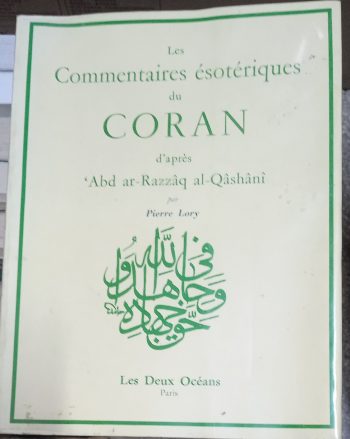 Les
Commentaires ésotériques
du
CORAN
d'après
'Abd ar-Razzâq al-Qâshânî
par
Pierre Lory
وجاهدوا في الله حق جهاده
Les Deux Océans
Paris